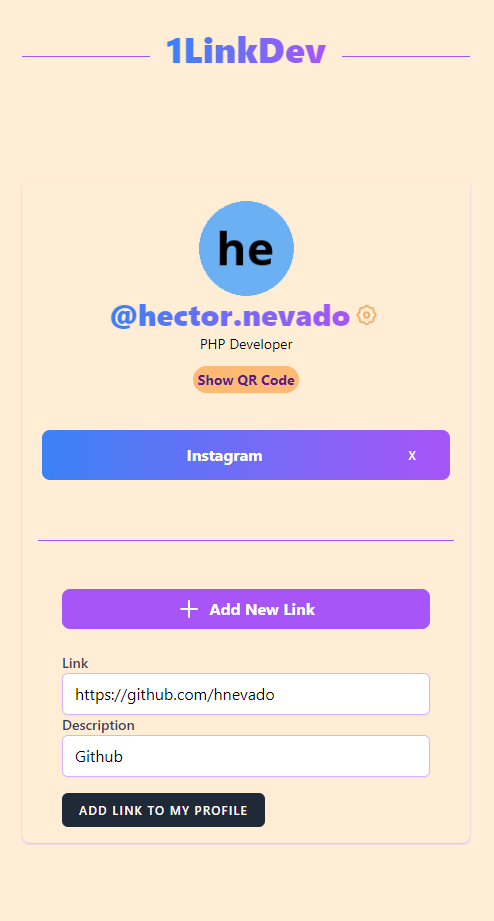 1LinkDev
he
@hector.nevado
PHP Developer
Show QR Code
Instagram X
Add New Link
Link
https://github.com/hnevado
Description
Github
ADD LINK TO MY PROFILE